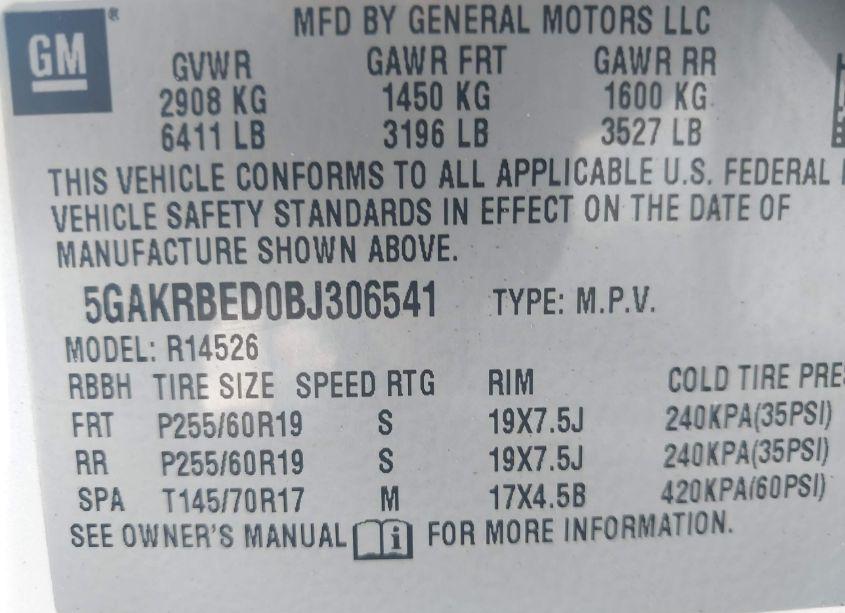 GM®
MFD BY GENERAL MOTORS LLC
GVWR GAWR FRT GAWR RR
2908 KG 1450 KG 1600 KG
6411 LB 3196 LB 3527 LB
THIS VEHICLE CONFORMS TO ALL APPLICABLE U.S. FEDERAL
VEHICLE SAFETY STANDARDS IN EFFECT ON THE DATE OF
MANUFACTURE SHOWN ABOVE.
5GAKRBED0BJ306541 TYPE: M.P.V.
MODEL: R14526
RBBH TIRE SIZE SPEED RTG RIM COLD TIRE PRES
FRT P255/60R19 S 19X7.5J 240KPA(35PSI)
RR P255/60R19 S 19X7.5J 240KPA(35PSI)
SPA T145/70R17 M 17X4.5B 420KPA(60PSI)
SEE OWNER'S MANUAL i FOR MORE INFORMATION.